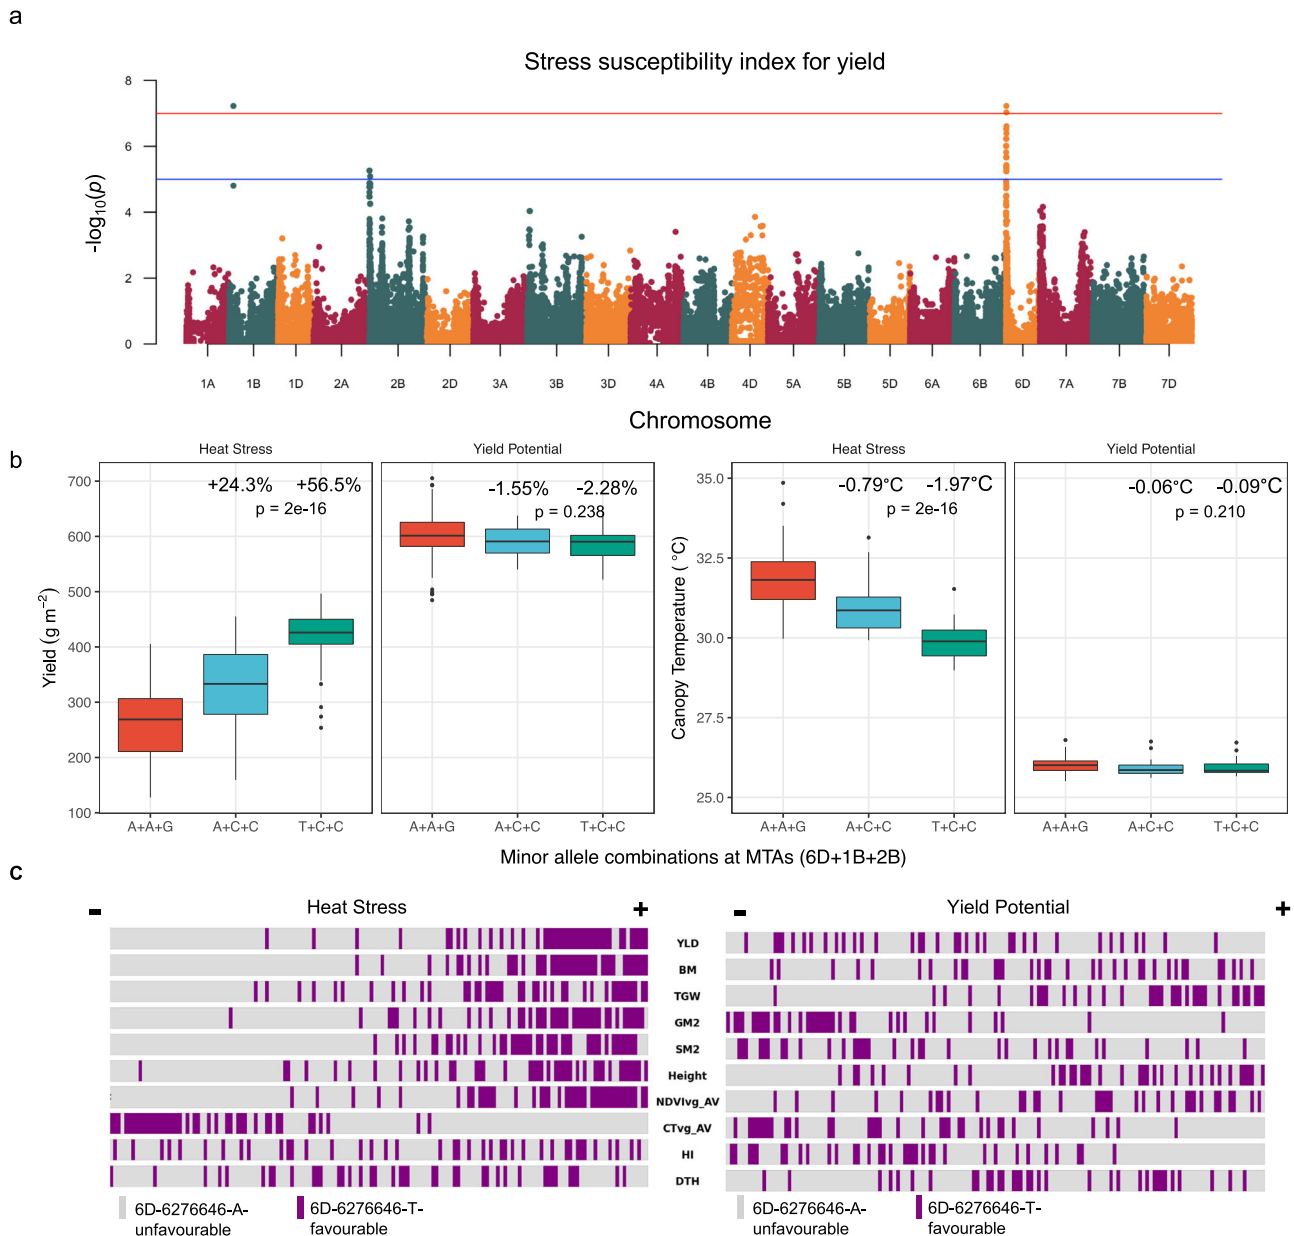 a
Stress susceptibility index for yield
8
6
4
2
0
-log10(p)
1A 1B 1D 2A 2B 2D 3A 3B 3D 4A 4B 4D 5A 5B 5D 6A 6B 6D 7A 7B 7D
Chromosome
b
Heat Stress
Yield Potential
Heat Stress
Yield Potential
+24.3% +56.5%
p = 2e-16
-1.55% -2.28%
p = 0.238
-0.79°C -1.97°C
p = 2e-16
-0.06°C -0.09°C
p = 0.210
700
600
500
400
300
200
100
Yield (g m−2)
35.0
32.5
30.0
27.5
25.0
Canopy Temperature ( °C)
A+A+G A+C+C T+C+C
A+A+G A+C+C T+C+C
A+A+G A+C+C T+C+C
A+A+G A+C+C T+C+C
Minor allele combinations at MTAs (6D+1B+2B)
c
- Heat Stress +
- Yield Potential +
YLD
BM
TGW
GM2
SM2
Height
NDVIvg_AV
CTvg_AV
HI
DTH
6D-6276646-A-
unfavourable
6D-6276646-T-
favourable
6D-6276646-A-
unfavourable
6D-6276646-T-
favourable